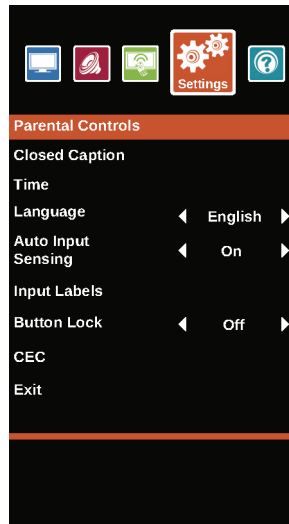 Settings
Parental Controls
Closed Caption
Time
Language English
Auto Input
Sensing On
Input Labels
Button Lock Off
CEC
Exit